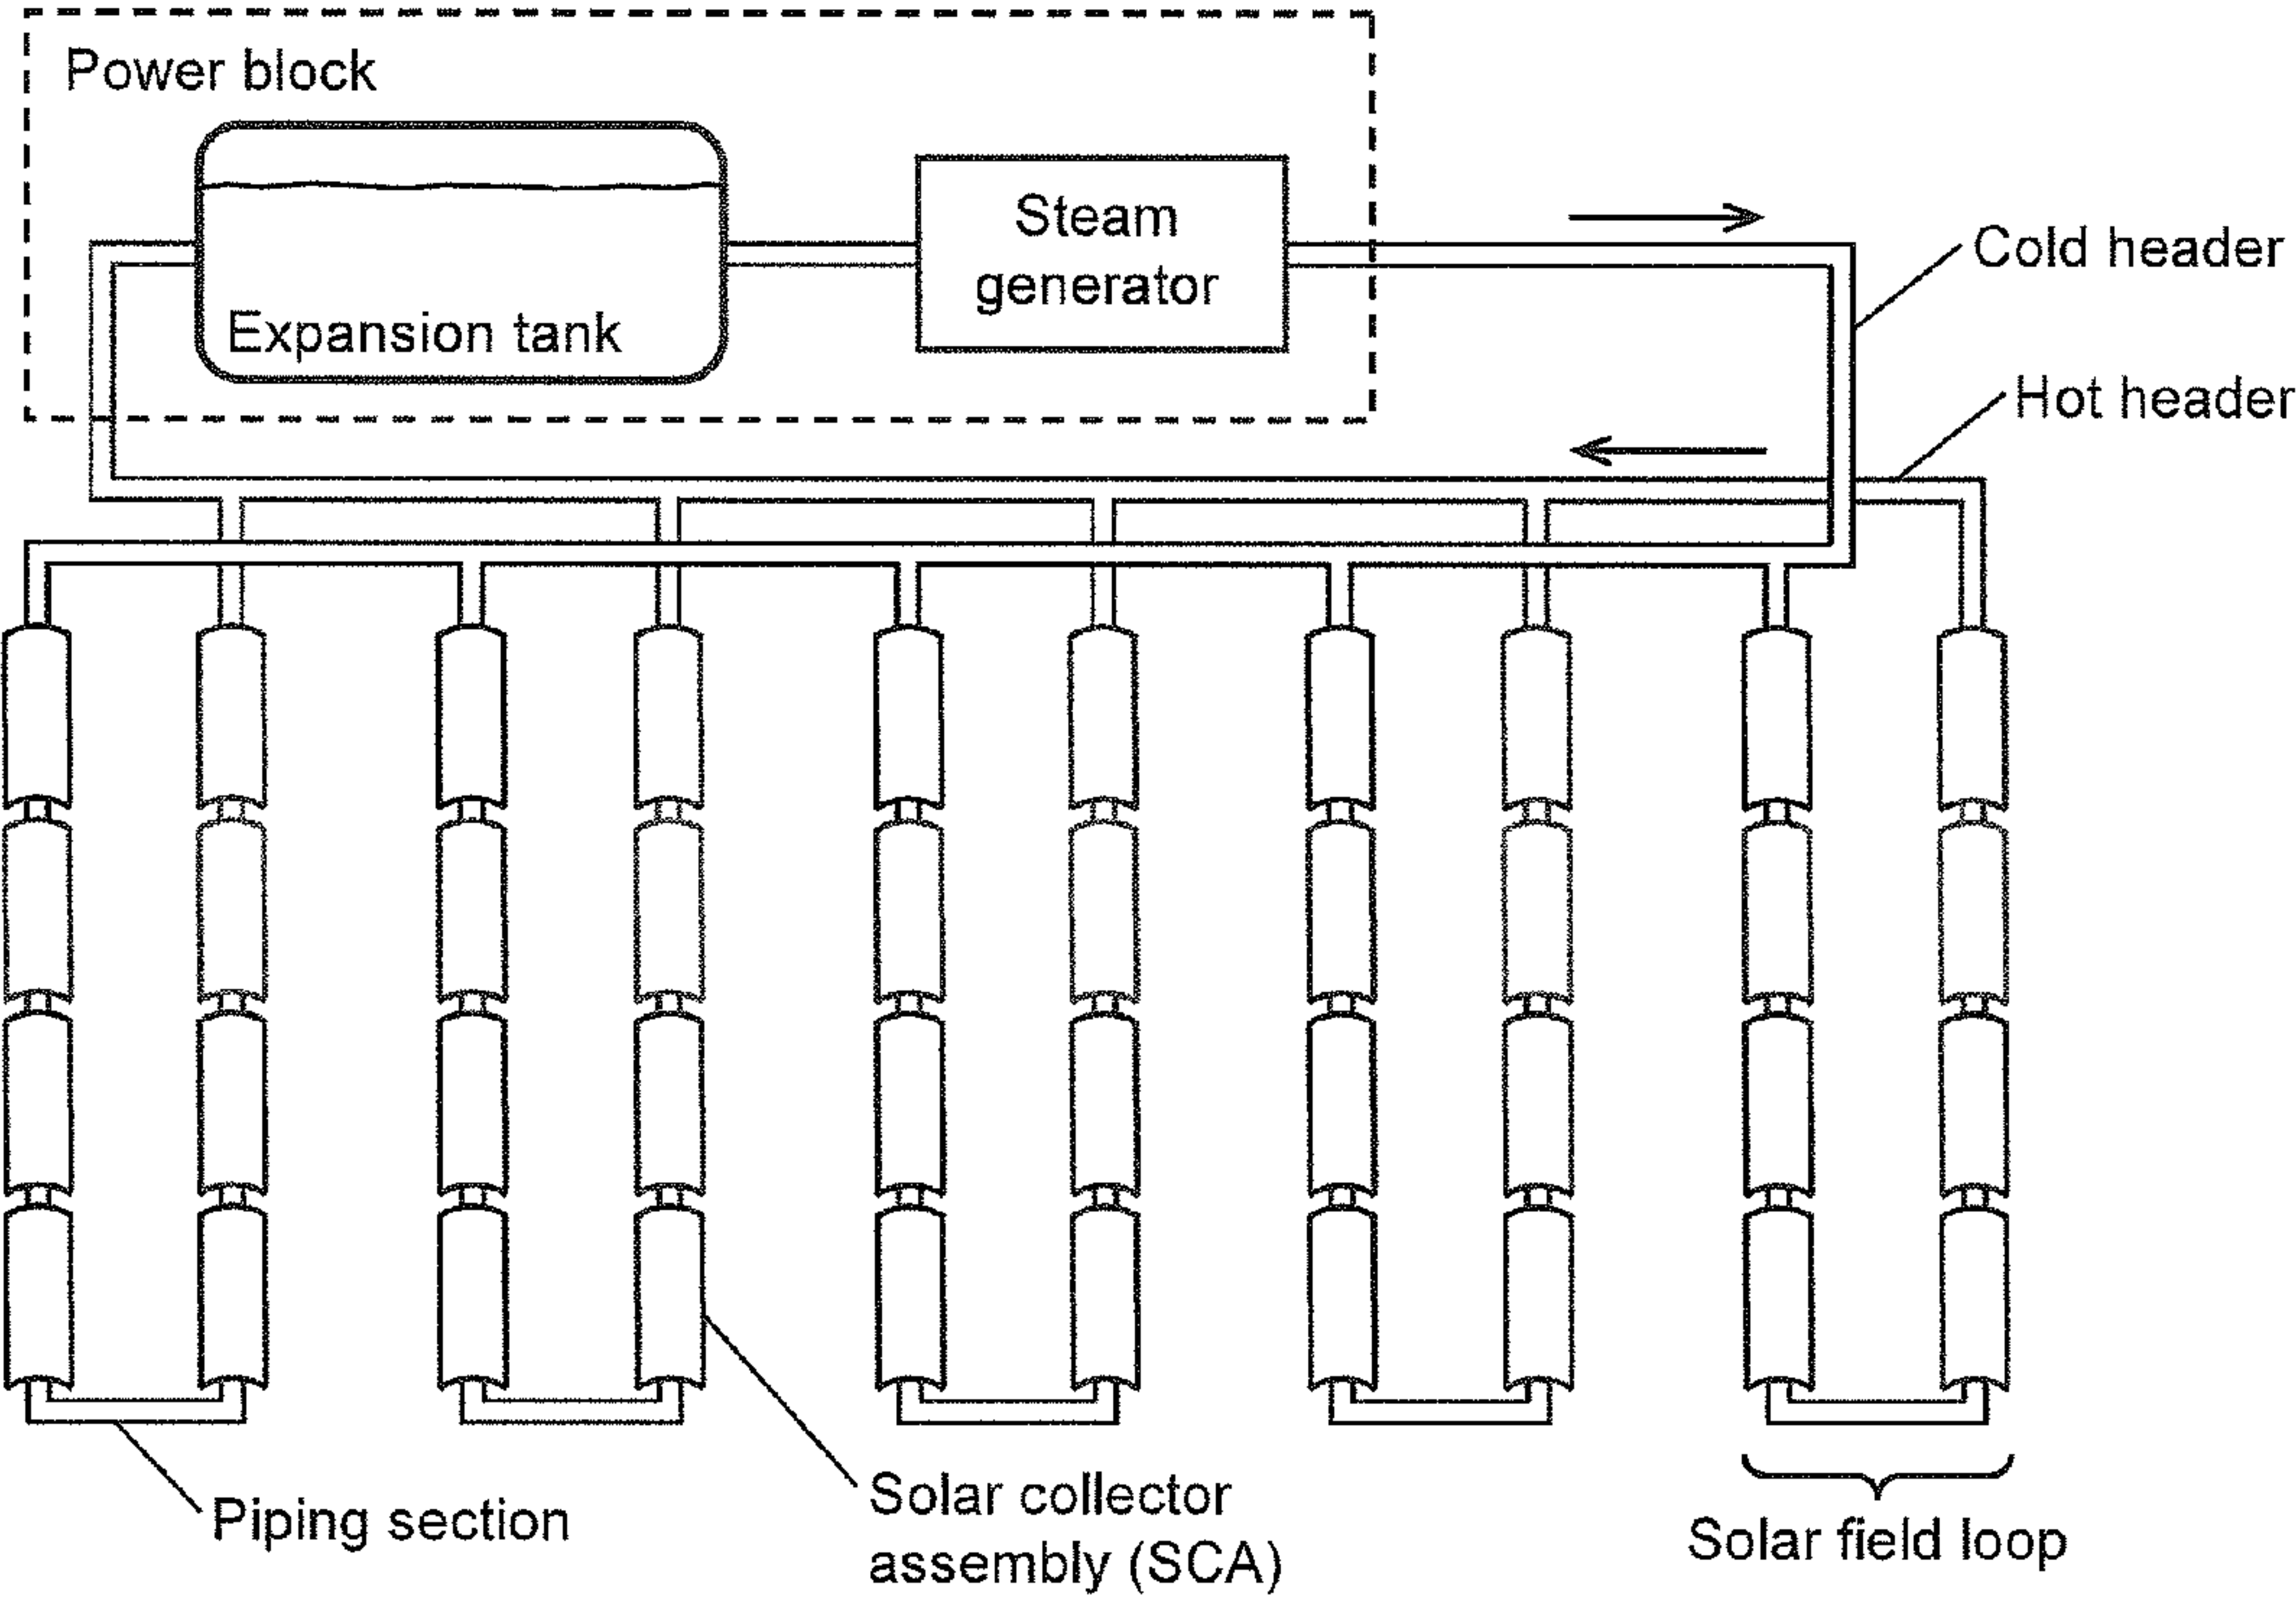 Power block
Steam
generator
Expansion tank
Cold header
Hot header
Piping section
Solar collector
assembly (SCA)
Solar field loop